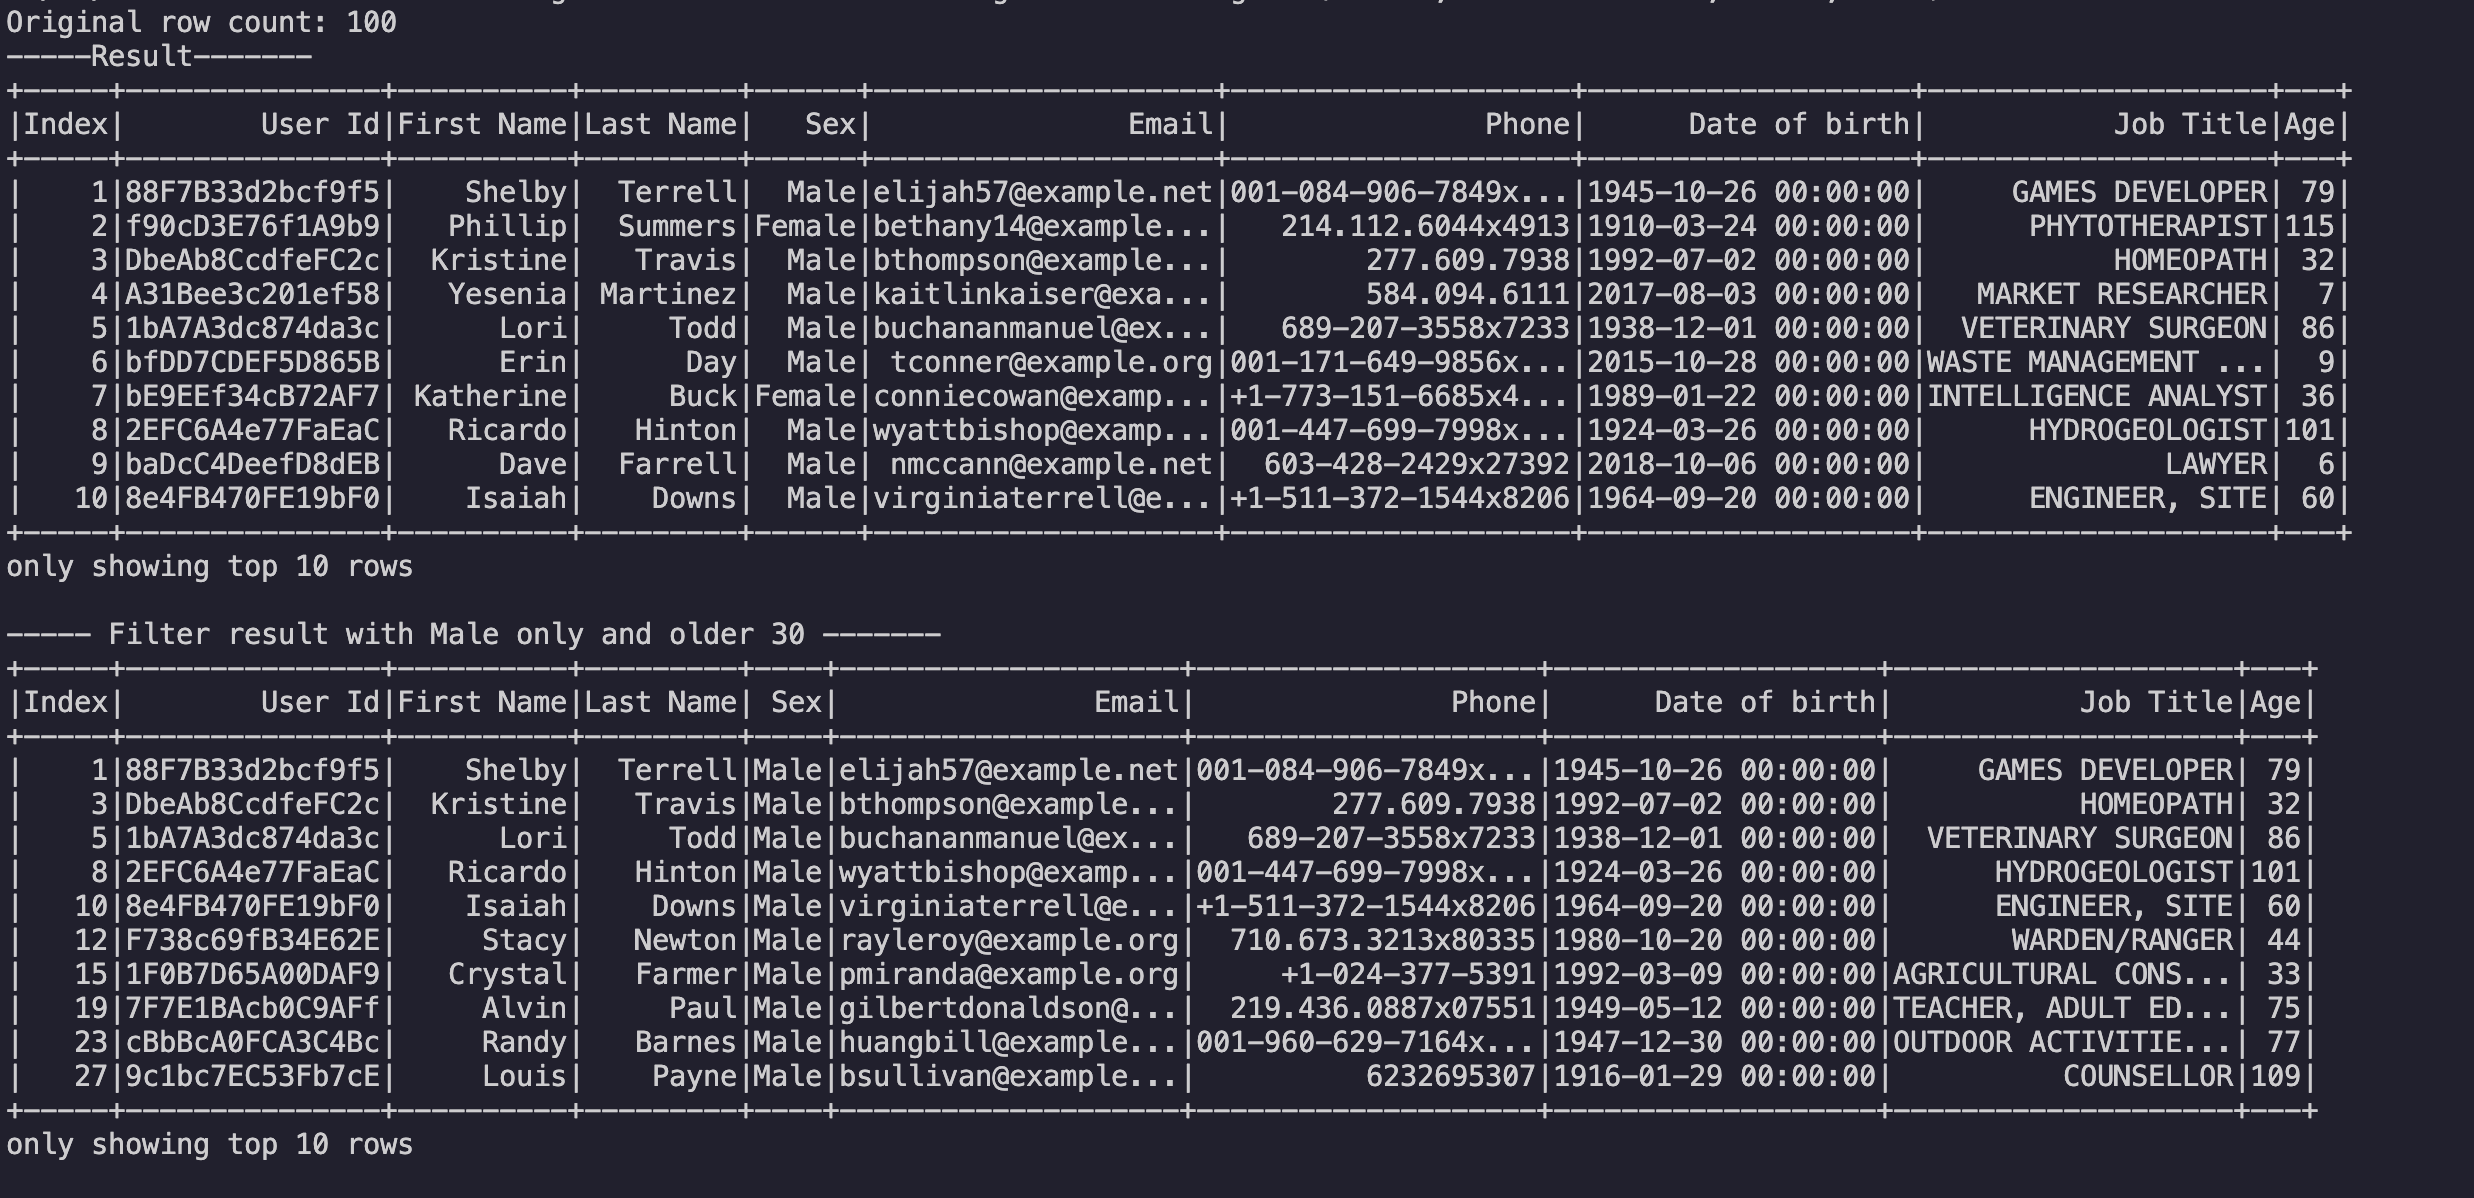 Original row count: 100
-----Result-------
+-----+---------------+----------+----------+------+--------------------+--------------------+-------------------+--------------------+---+
|Index|        User Id|First Name|Last Name|   Sex|               Email|               Phone|      Date of birth|           Job Title|Age|
+-----+---------------+----------+---------+------+--------------------+--------------------+-------------------+--------------------+---+
|    1|88F7B33d2bcf9f5|    Shelby|  Terrell|  Male|elijah57@example.net|001-084-906-7849x...|1945-10-26 00:00:00|     GAMES DEVELOPER| 79|
|    2|f90cD3E76f1A9b9|   Phillip|  Summers|Female|bethany14@example...|   214.112.6044x4913|1910-03-24 00:00:00|      PHYTOTHERAPIST|115|
|    3|DbeAb8CcdfeFC2c|  Kristine|   Travis|  Male|bthompson@example...|        277.609.7938|1992-07-02 00:00:00|           HOMEOPATH| 32|
|    4|A31Bee3c201ef58|   Yesenia| Martinez|  Male|kaitlinkaiser@exa...|        584.094.6111|2017-08-03 00:00:00|   MARKET RESEARCHER|  7|
|    5|1bA7A3dc874da3c|      Lori|     Todd|  Male|buchananmanuel@ex...|   689-207-3558x7233|1938-12-01 00:00:00|  VETERINARY SURGEON| 86|
|    6|bfDD7CDEF5D865B|      Erin|      Day|  Male| tconner@example.org|001-171-649-9856x...|2015-10-28 00:00:00|WASTE MANAGEMENT ...|  9|
|    7|bE9EEf34cB72AF7| Katherine|     Buck|Female|conniecowan@examp...|+1-773-151-6685x4...|1989-01-22 00:00:00|INTELLIGENCE ANALYST| 36|
|    8|2EFC6A4e77FaEaC|   Ricardo|   Hinton|  Male|wyattbishop@examp...|001-447-699-7998x...|1924-03-26 00:00:00|       HYDROGEOLOGIST|101|
|    9|baDcC4DeefD8dEB|      Dave|  Farrell|  Male| nmccann@example.net|  603-428-2429x27392|2018-10-06 00:00:00|              LAWYER|  6|
|   10|8e4FB470FE19bF0|    Isaiah|    Downs|  Male|virginiaterrell@e...|+1-511-372-1544x8206|1964-09-20 00:00:00|      ENGINEER, SITE| 60|
+-----+---------------+----------+---------+------+--------------------+--------------------+-------------------+--------------------+---+
only showing top 10 rows
----- Filter result with Male only and older 30 -------
+-----+---------------+----------+---------+----+--------------------+--------------------+-------------------+--------------------+---+
|Index|        User Id|First Name|Last Name| Sex|               Email|               Phone|      Date of birth|           Job Title|Age|
+-----+---------------+----------+---------+----+--------------------+--------------------+-------------------+--------------------+---+
|    1|88F7B33d2bcf9f5|    Shelby|  Terrell|Male|elijah57@example.net|001-084-906-7849x...|1945-10-26 00:00:00|     GAMES DEVELOPER| 79|
|    3|DbeAb8CcdfeFC2c|  Kristine|   Travis|Male|bthompson@example...|        277.609.7938|1992-07-02 00:00:00|           HOMEOPATH| 32|
|    5|1bA7A3dc874da3c|      Lori|     Todd|Male|buchananmanuel@ex...|   689-207-3558x7233|1938-12-01 00:00:00|  VETERINARY SURGEON| 86|
|    8|2EFC6A4e77FaEaC|   Ricardo|   Hinton|Male|wyattbishop@examp...|001-447-699-7998x...|1924-03-26 00:00:00|      HYDROGEOLOGIST|101|
|   10|8e4FB470FE19bF0|    Isaiah|    Downs|Male|virginiaterrell@e...|+1-511-372-1544x8206|1964-09-20 00:00:00|      ENGINEER, SITE| 60|
|   12|F738c69fB34E62E|     Stacy|   Newton|Male|rayleroy@example.org|  710.673.3213x80335|1980-10-20 00:00:00|       WARDEN/RANGER| 44|
|   15|1F0B7D65A00DAF9|   Crystal|   Farmer|Male|pmiranda@example.org|     +1-024-377-5391|1992-03-09 00:00:00|AGRICULTURAL CONS...| 33|
|   19|7F7E1BAcb0C9AFf|     Alvin|     Paul|Male|gilbertdonaldson@...|  219.436.0887x07551|1949-05-12 00:00:00|TEACHER, ADULT ED...| 75|
|   23|cBbBcA0FCA3C4Bc|     Randy|   Barnes|Male|huangbill@example...|001-960-629-7164x...|1947-12-30 00:00:00|OUTDOOR ACTIVITIE...| 77|
|   27|9c1bc7EC53Fb7cE|     Louis|    Payne|Male|bsullivan@example...|          6232695307|1916-01-29 00:00:00|          COUNSELLOR|109|
+-----+---------------+----------+---------+----+--------------------+--------------------+-------------------+--------------------+---+
only showing top 10 rows